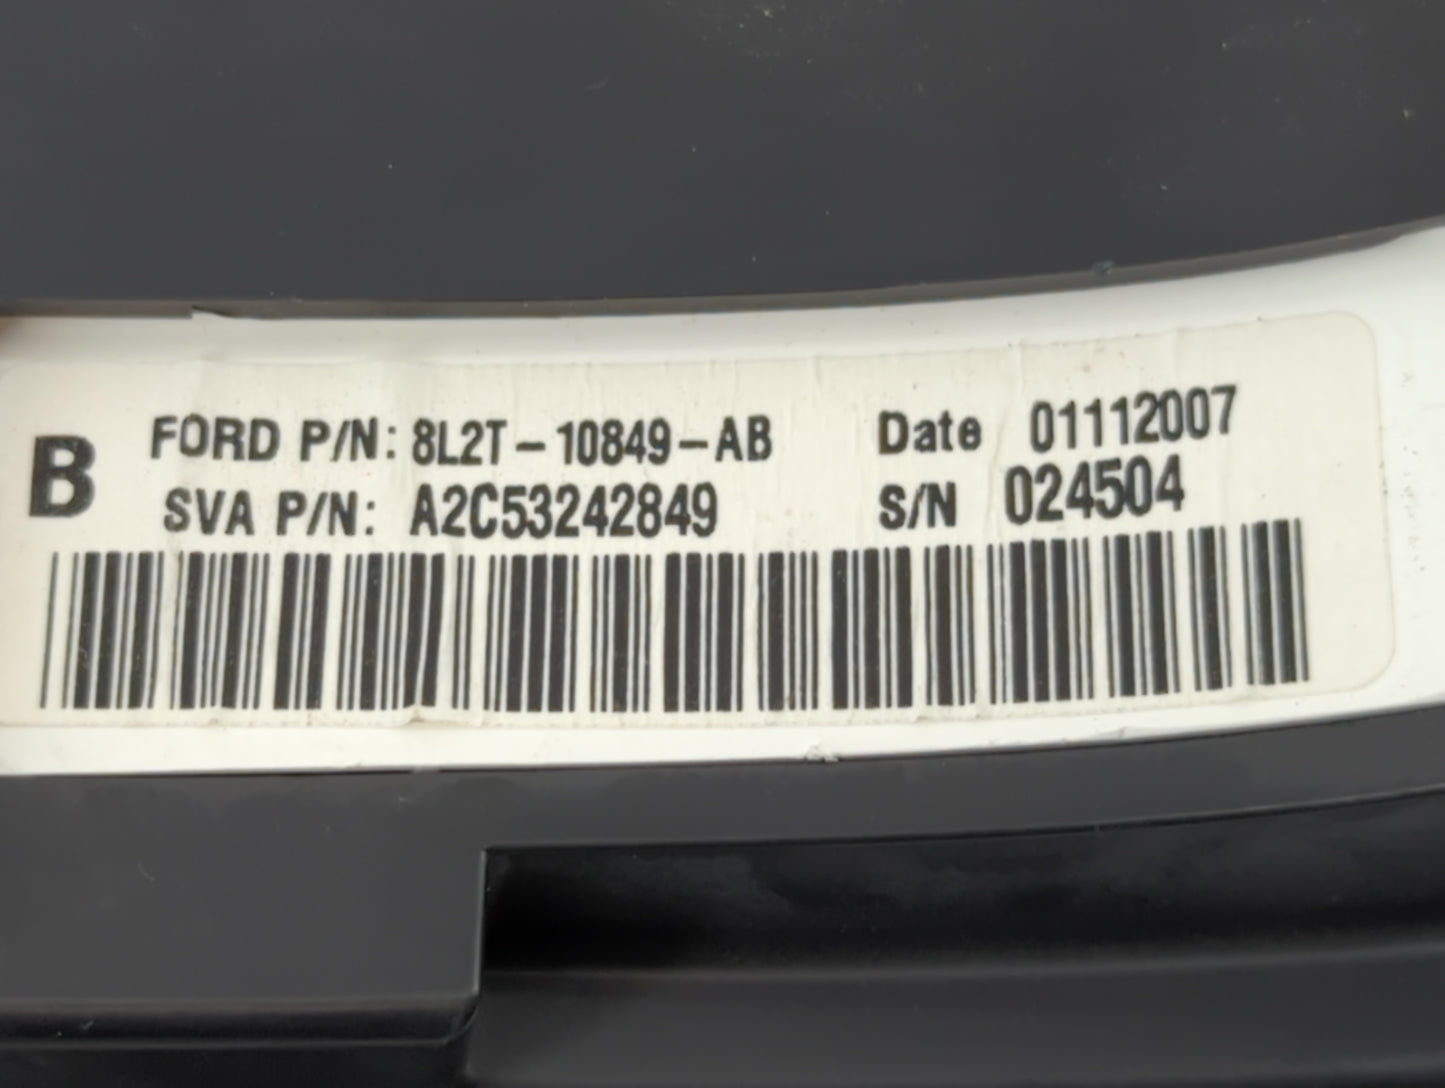 B
FORD P/N: 8L2T-10849-AB Date 01112007
SVA P/N: A2C53242849 S/N 024504